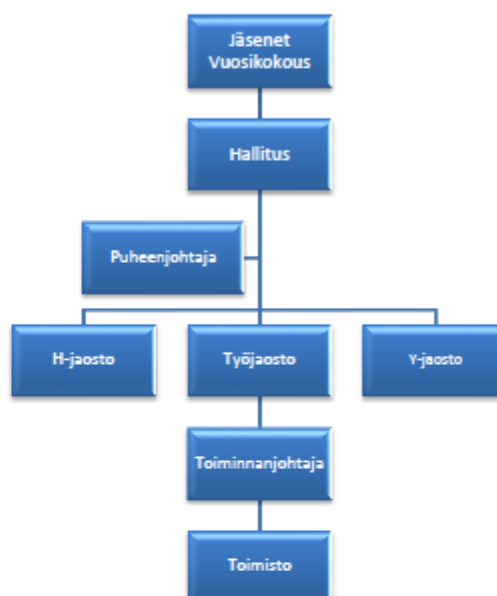 Jäsenet
Vuosikokous
Hallitus
Puheenjohtaja
H-jaosto
Työjaosto
Y-jaosto
Toiminnanjohtaja
Toimisto